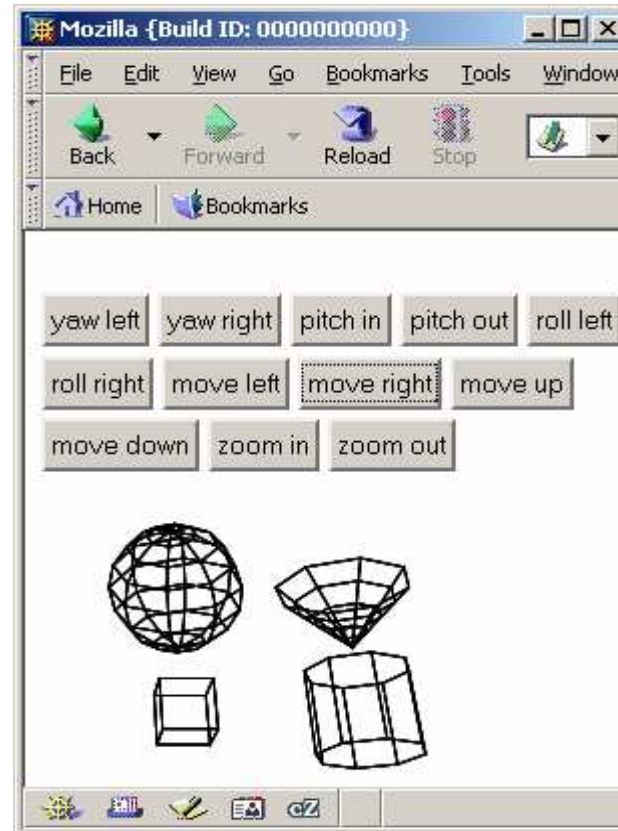 Mozilla {Build ID: 0000000000}
File Edit View Go Bookmarks Tools Window
Back Forward Reload Stop
Home Bookmarks
yaw left yaw right pitch in pitch out roll left
roll right move left move right move up
move down zoom in zoom out
cZ